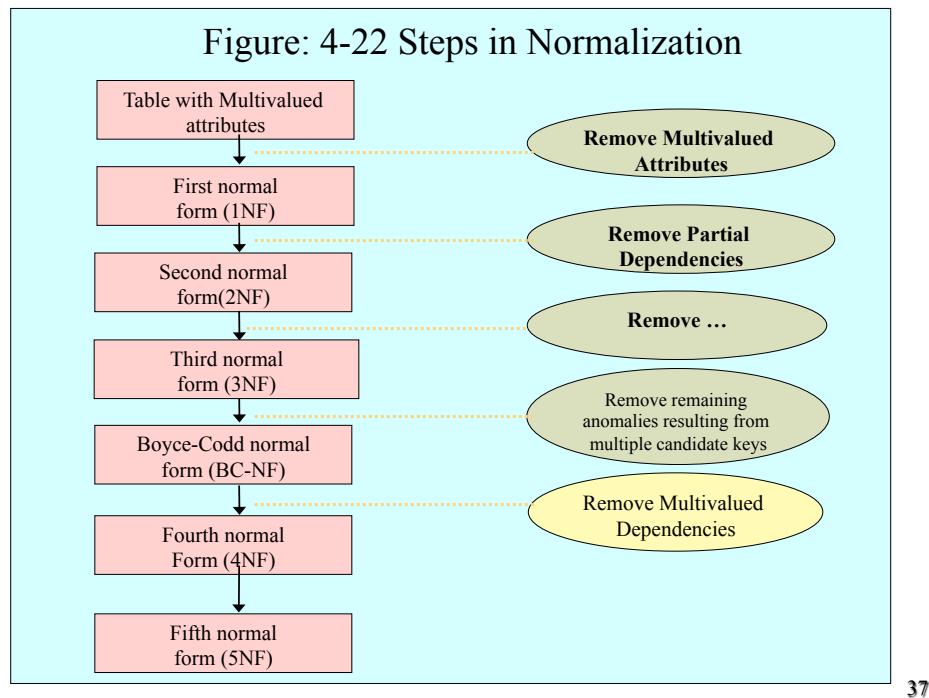 Figure: 4-22 Steps in Normalization
Table with Multivalued
attributes
Remove Multivalued
Attributes
First normal
form (1NF)
Remove Partial
Dependencies
Second normal
form(2NF)
Remove …
Third normal
form (3NF)
Remove remaining
anomalies resulting from
multiple candidate keys
Boyce-Codd normal
form (BC-NF)
Remove Multivalued
Dependencies
Fourth normal
Form (4NF)
Fifth normal
form (5NF)
37